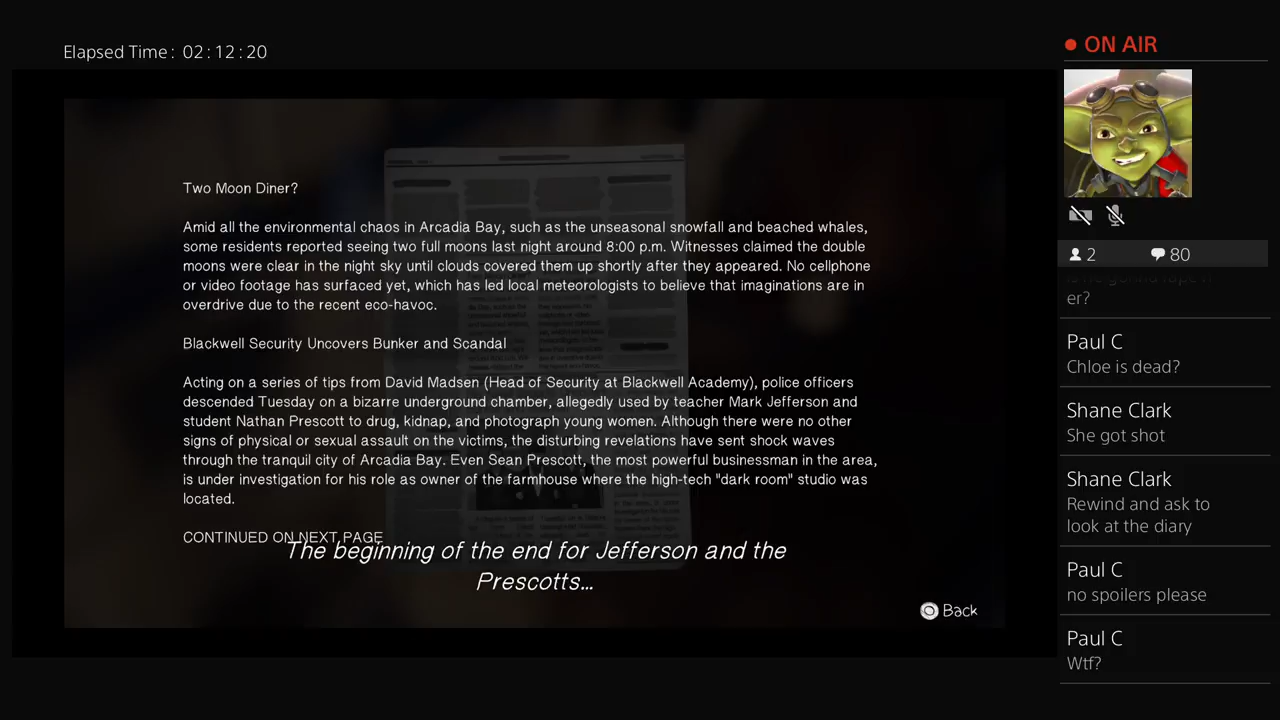 Elapsed Time: 02:12:20
ON AIR
Two Moon Diner?
Amid all the environmental chaos in Arcadia Bay, such as the unseasonal snowfall and beached whales,
some residents reported seeing two full moons last night around 8:00 p.m. Witnesses claimed the double
moons were clear in the night sky until clouds covered them up shortly after they appeared. No cellphone
or video footage has surfaced yet, which has led local meteorologists to believe that imaginations are in
overdrive due to the recent eco-havoc.
Blackwell Security Uncovers Bunker and Scandal
Acting on a series of tips from David Madsen (Head of Security at Blackwell Academy), police officers
descended Tuesday on a bizarre underground chamber, allegedly used by teacher Mark Jefferson and
student Nathan Prescott to drug, kidnap, and photograph young women. Although there were no other
signs of physical or sexual assault on the victims, the disturbing revelations have sent shock waves
through the tranquil city of Arcadia Bay. Even Sean Prescott, the most powerful businessman in the area,
is under investigation for his role as owner of the farmhouse where the high-tech "dark room" studio was
located.
CONTINUED ON NEXT PAGE
The beginning of the end for Jefferson and the
Prescotts...
Back
2
80
er?
Paul C
Chloe is dead?
Shane Clark
She got shot
Shane Clark
Rewind and ask to
look at the diary
Paul C
no spoilers please
Paul C
Wtf?